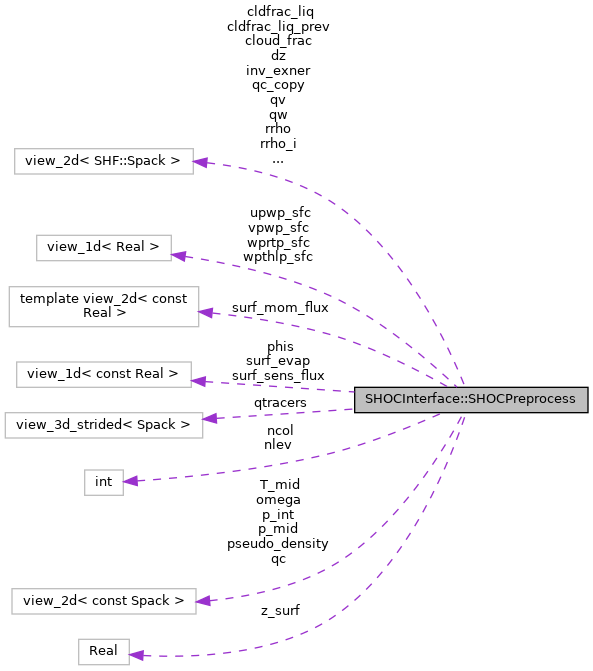 cldfrac_liq
cldfrac_liq_prev
cloud_frac
dz
inv_exner
qc_copy
qv
qw
rrho
rrho_i
...
view_2d< SHF::Spack >
upwp_sfc
vpwp_sfc
wprtp_sfc
wpthlp_sfc
view_1d< Real >
template view_2d< const
Real >
surf_mom_flux
phis
surf_evap
surf_sens_flux
view_1d< const Real >
SHOCInterface::SHOCPreprocess
qtracers
view_3d_strided< Spack >
ncol
nlev
int
T_mid
omega
p_int
p_mid
pseudo_density
qc
view_2d< const Spack >
z_surf
Real